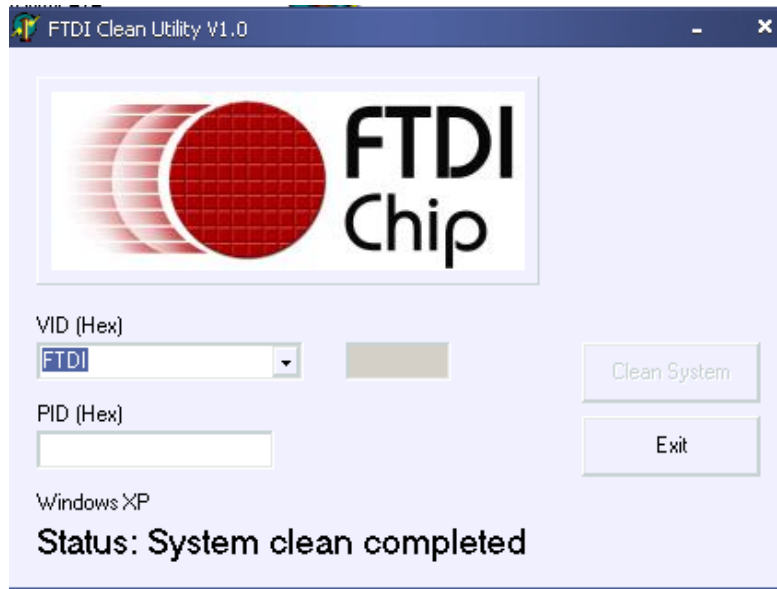 FTDI Clean Utility V1.0
FTDI
Chip
VID (Hex)
FTDI
Clean System
PID (Hex)
Exit
Windows XP
Status: System clean completed